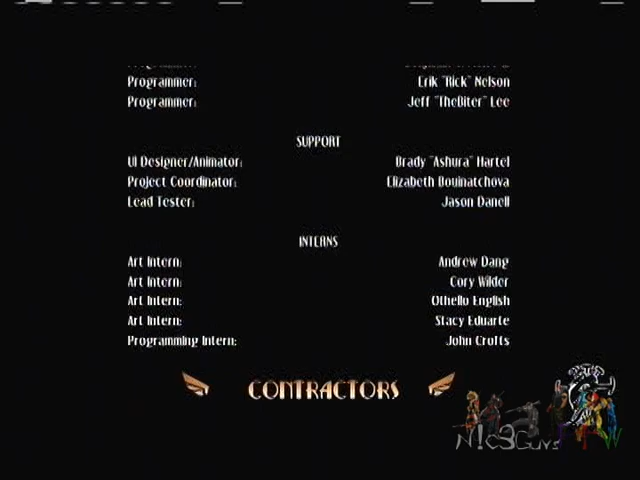 Programmer: Erik "Rick" Nelson
Programmer: Jeff "TheBiter" Lee
SUPPORT
UI Designer/Animator: Brady "Ashura" Hartel
Project Coordinator: Elizabeth Bouinatchova
Lead Tester: Jason Danell
INTERNS
Art Intern: Andrew Dang
Art Intern: Cory Wilder
Art Intern: Othello English
Art Intern: Stacy Eduarte
Programming Intern: John Crofts
CONTRACTORS
N!c3Guys